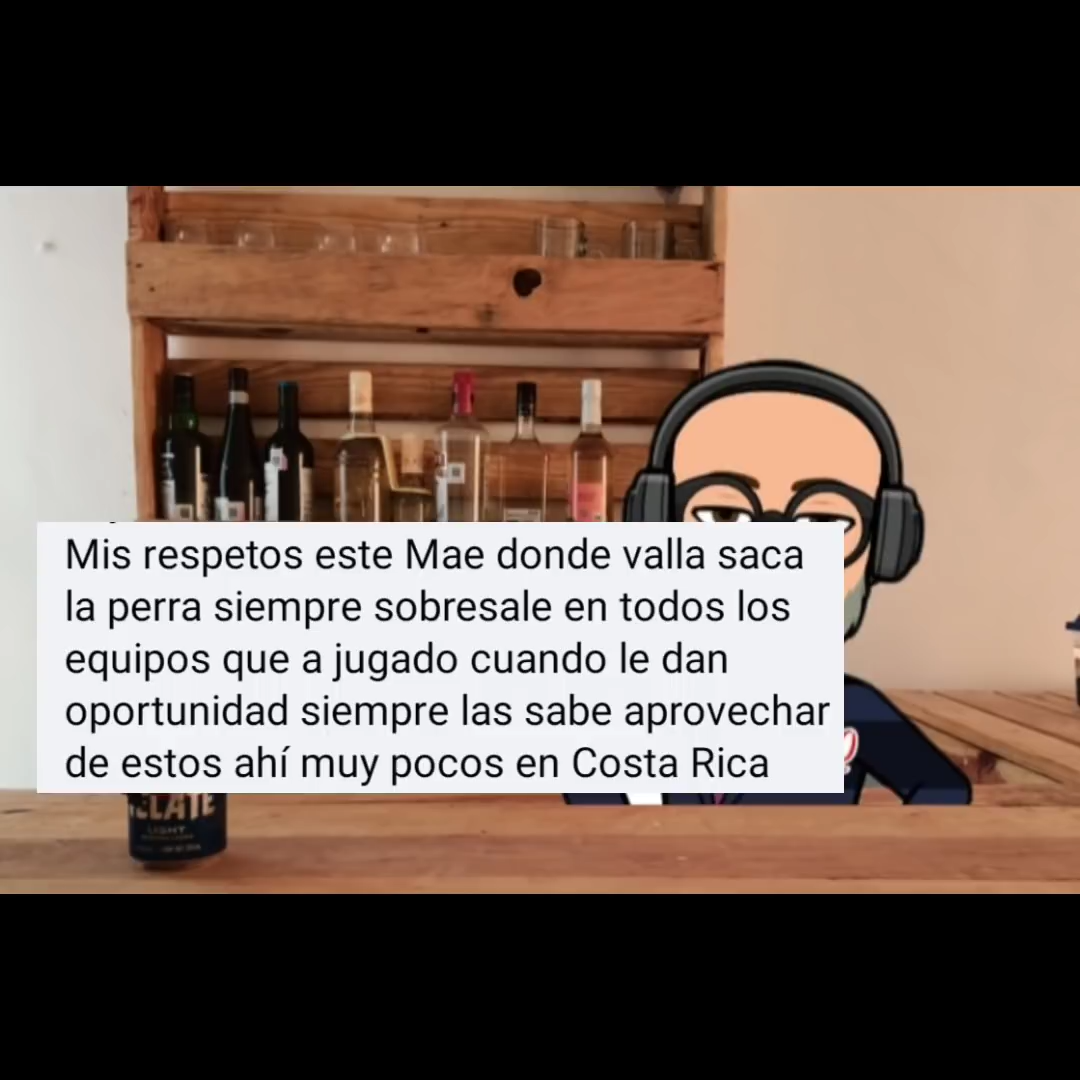 Mis respetos este Mae donde valla saca
la perra siempre sobresale en todos los
equipos que a jugado cuando le dan
oportunidad siempre las sabe aprovechar
de estos ahí muy pocos en Costa Rica
LIGHT